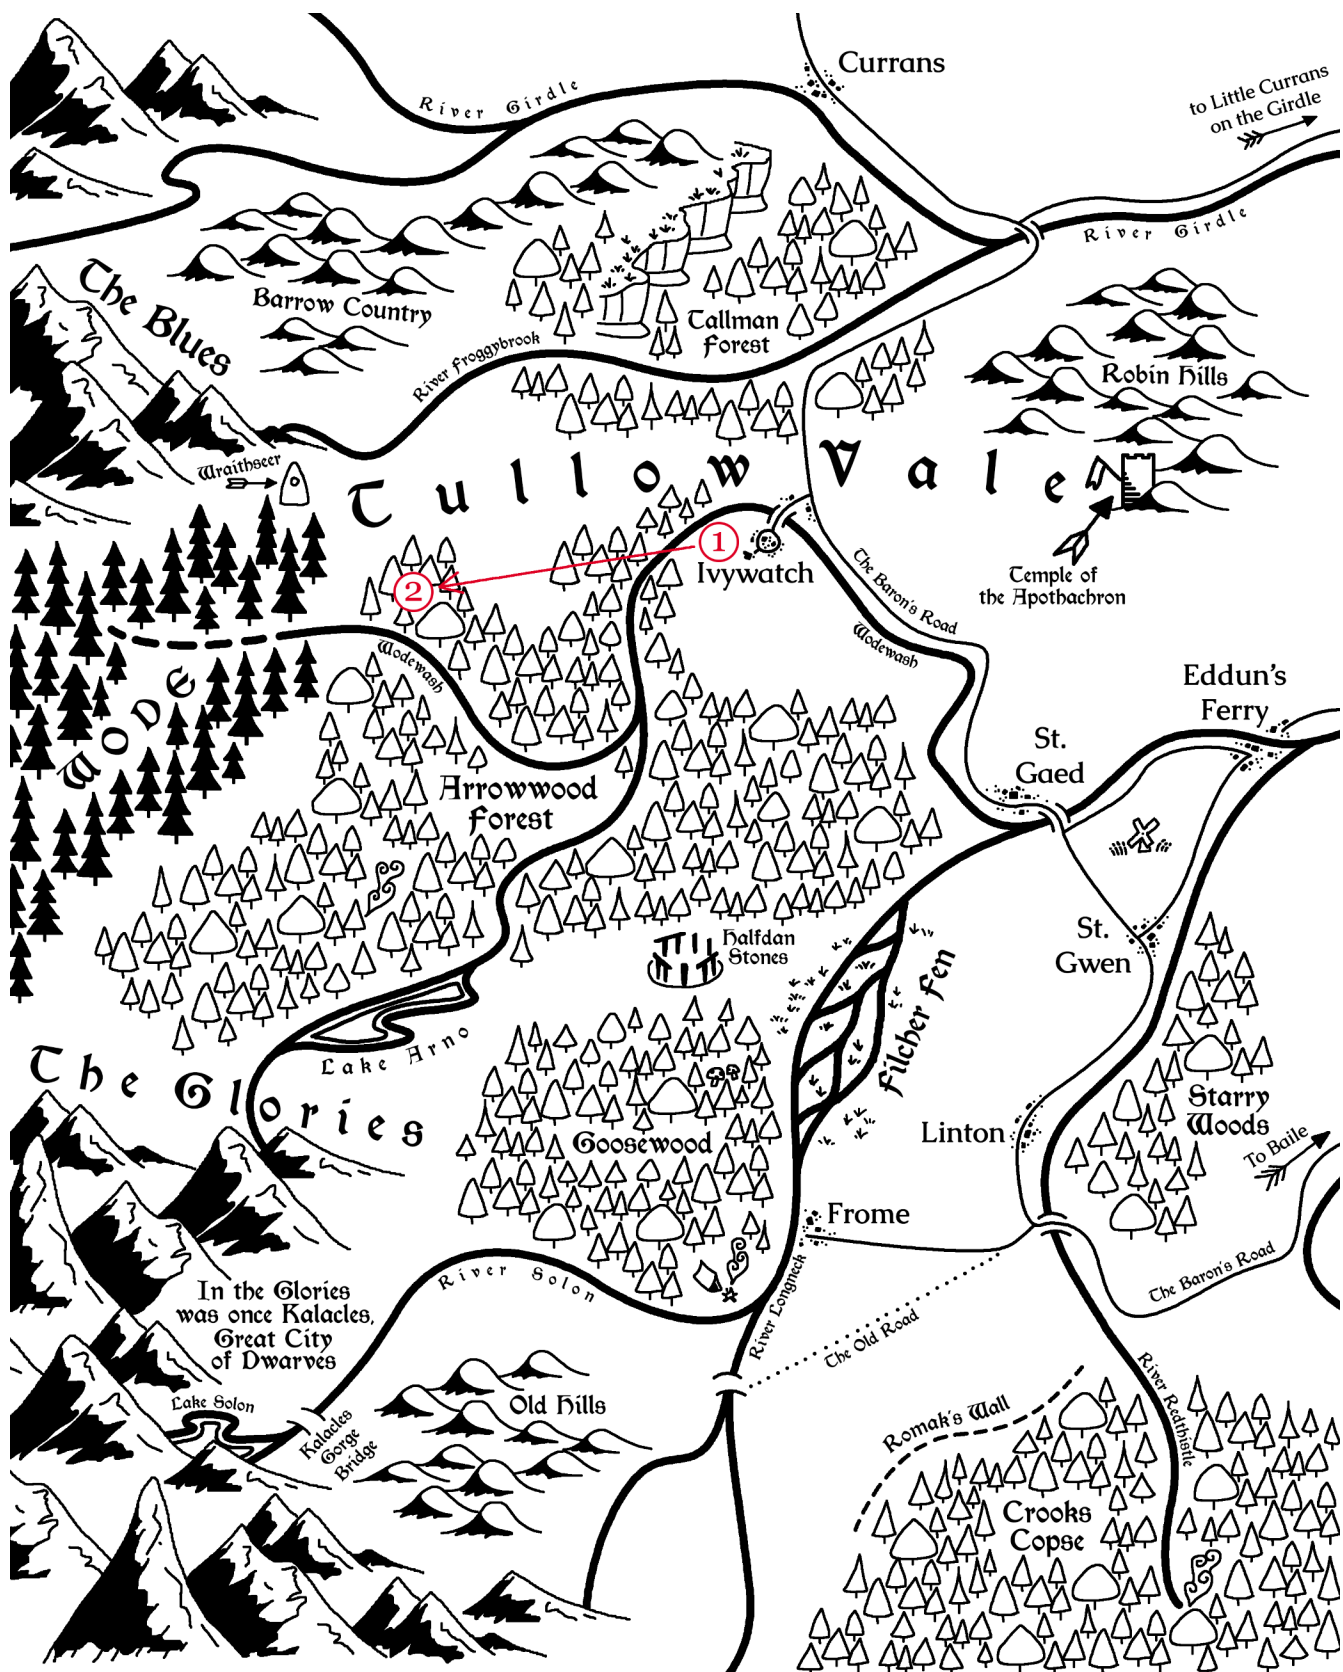 Currans
to Little Currans
on the Girdle
River Girdle
River Girdle
The Blues
Barrow Country
Tallman
Forest
River Froggybrook
Robin Hills
Wraithseer
Tullow Vale
1
2
Ivywatch
Temple of
the Apothachron
The Baron's Road
Wodewash
Wodewash
WODE
Eddun's
Ferry
St.
Gaed
Arrowwood
Forest
Halfdan
Stones
St.
Gwen
Filcher Fen
Lake Arno
The Glories
Starry
Woods
Goosewood
Linton
To Baile
Frome
River Solon
River Longneck
The Baron's Road
In the Glories
was once Kalacles,
Great City
of Dwarves
The Old Road
Lake Solon
Kalacles
Gorge
Bridge
Old Hills
Romak's Wall
River Redthistle
Crooks
Copse